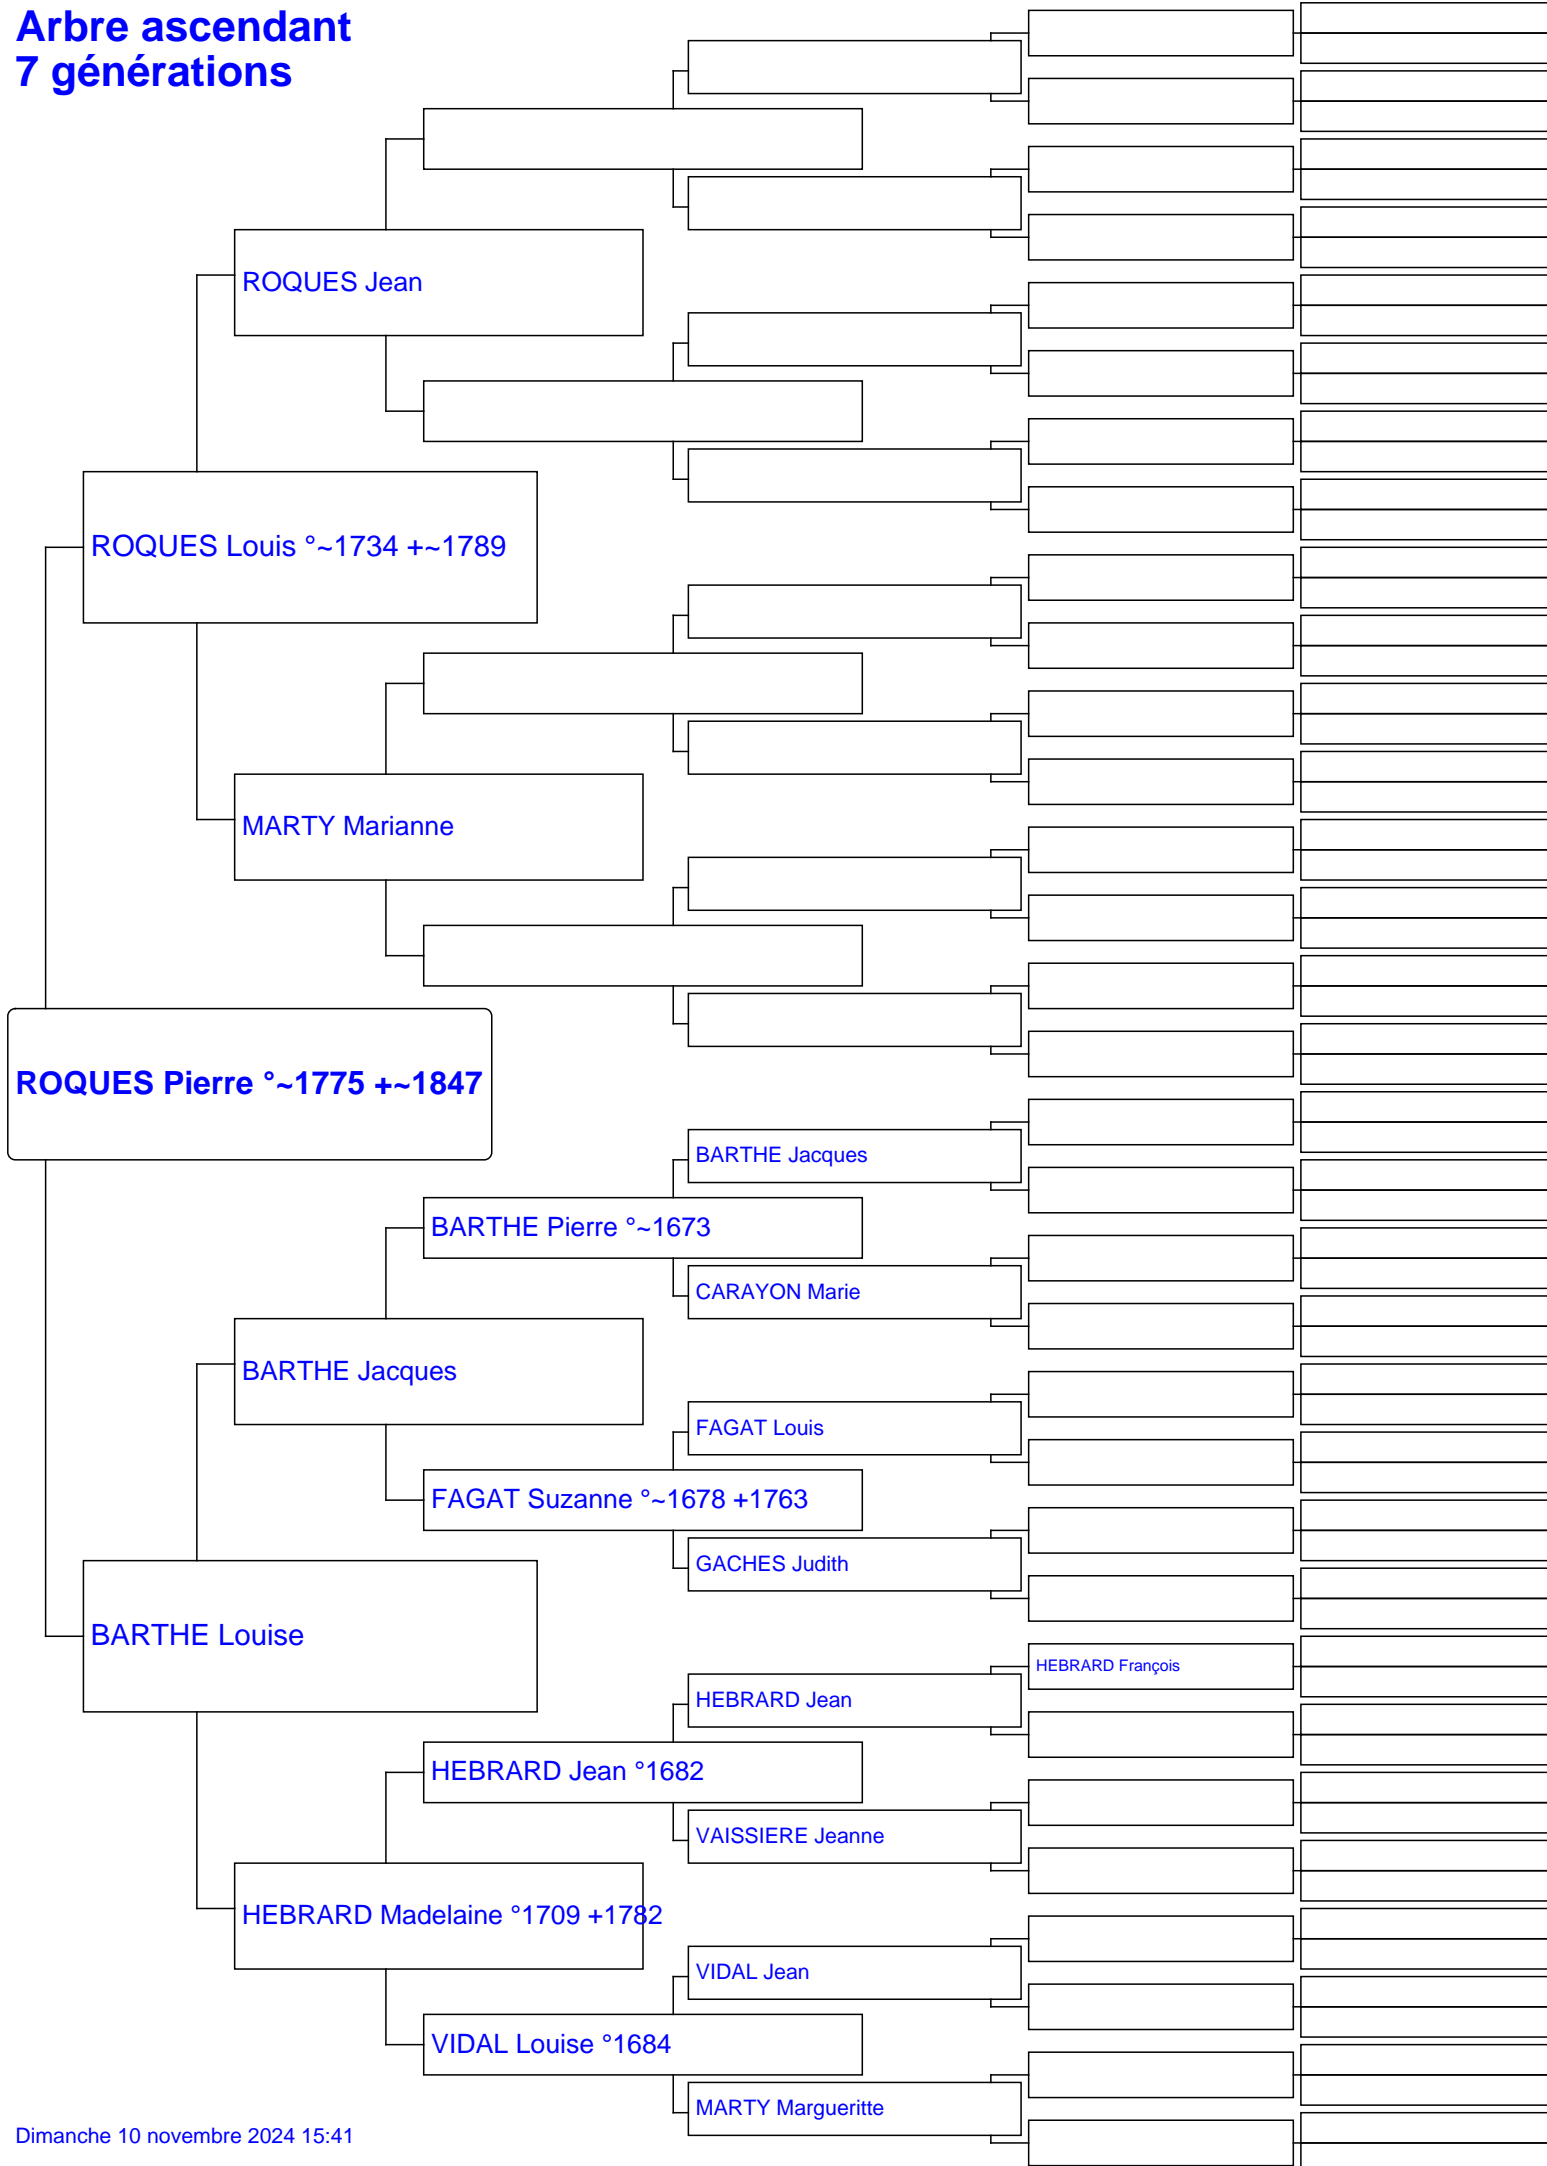 Arbre ascendant
7 générations
ROQUES Jean
ROQUES Louis °~1734 +~1789
MARTY Marianne
ROQUES Pierre °~1775 +~1847
BARTHE Jacques
BARTHE Pierre °~1673
CARAYON Marie
BARTHE Jacques
FAGAT Louis
FAGAT Suzanne °~1678 +1763
GACHES Judith
BARTHE Louise
HEBRARD François
HEBRARD Jean
HEBRARD Jean °1682
VAISSIERE Jeanne
HEBRARD Madelaine °1709 +1782
VIDAL Jean
VIDAL Louise °1684
MARTY Margueritte
Dimanche 10 novembre 2024 15:41